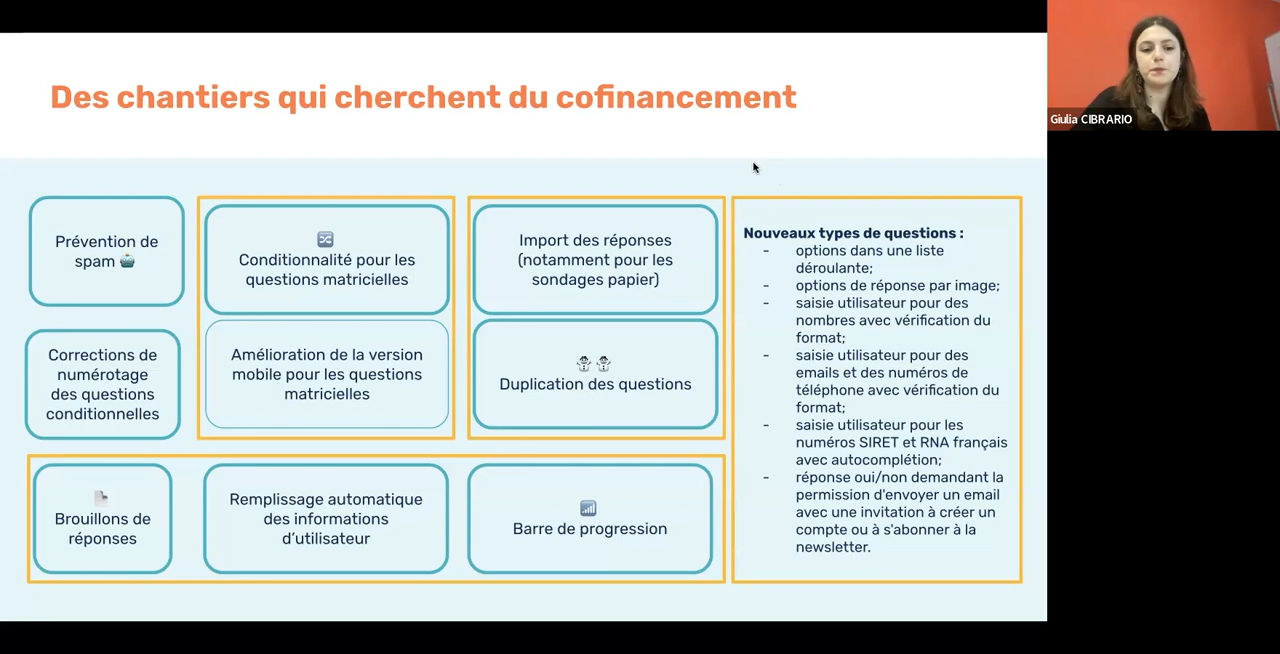 Des chantiers qui cherchent du cofinancement
Giulia CIBRARIO
Prévention de
spam
Conditionnalité pour les
questions matricielles
Import des réponses
(notamment pour les
sondages papier)
Corrections de
numérotage
des questions
conditionnelles
Amélioration de la version
mobile pour les questions
matricielles
Duplication des questions
Brouillons de
réponses
Remplissage automatique
des informations
d'utilisateur
Barre de progression
Nouveaux types de questions :
- options dans une liste
déroulante;
- options de réponse par image;
- saisie utilisateur pour des
nombres avec vérification du
format;
- saisie utilisateur pour des
emails et des numéros de
téléphone avec vérification du
format;
- saisie utilisateur pour les
numéros SIRET et RNA français
avec autocomplétion;
- réponse oui/non demandant la
permission d'envoyer un email
avec une invitation à créer un
compte ou à s'abonner à la
newsletter.